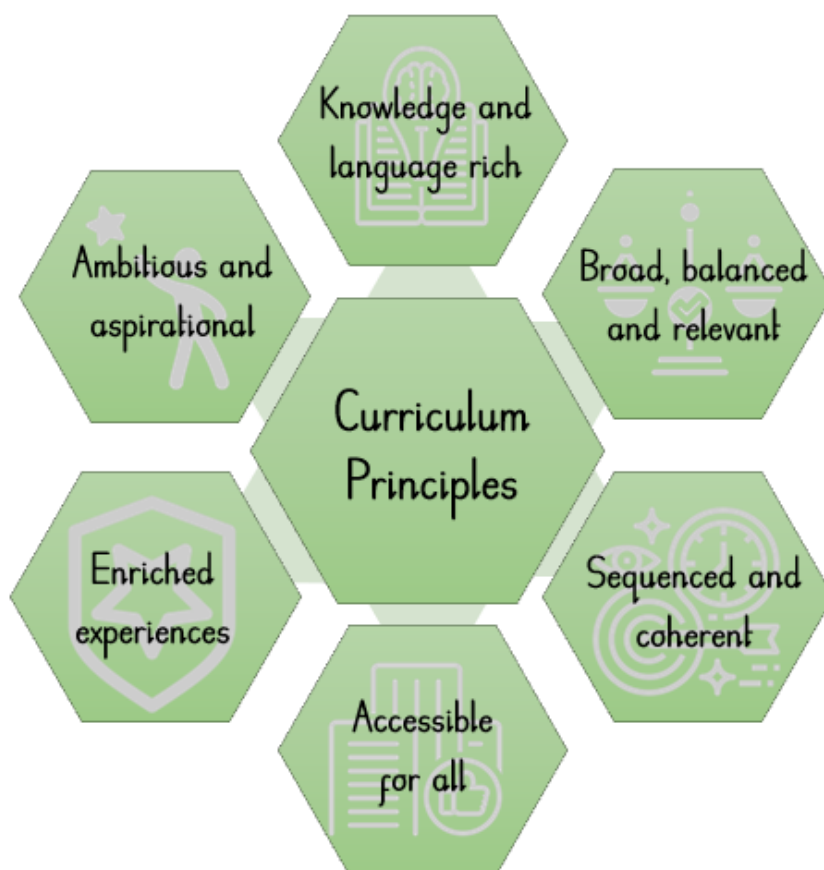 Knowledge and
language rich
Ambitious and
aspirational
Broad, balanced
and relevant
Curriculum
Principles
Enriched
experiences
Sequenced and
coherent
Accessible
for all